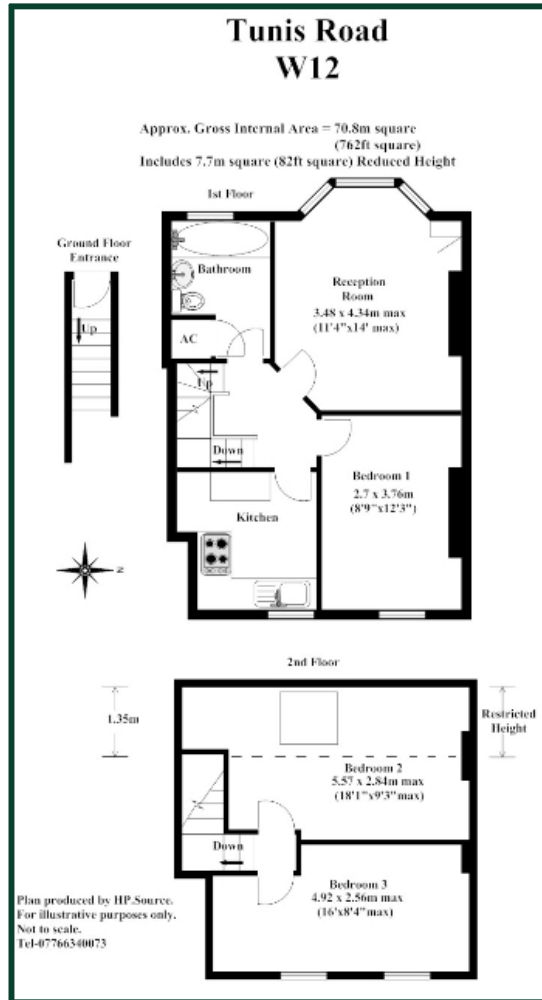 Tunis Road
W12
Approx. Gross Internal Area = 70.8m square
(762ft square)
Includes 7.7m square (82ft square) Reduced Height
1st Floor
Ground Floor
Entrance
Up
Bathroom
AC
Reception
Room
3.48 x 4.34m max
(11'4"x14' max)
Up
Down
Bedroom 1
2.7 x 3.76m
(8'9"x12'3")
Kitchen
N
2nd Floor
1.35m
Restricted
Height
Bedroom 2
5.57 x 2.84m max
(18'1"x9'3"max)
Down
Bedroom 3
4.92 x 2.56m max
(16'x8'4"max)
Plan produced by HP.Source.
For illustrative purposes only.
Not to scale.
Tel-07766340073